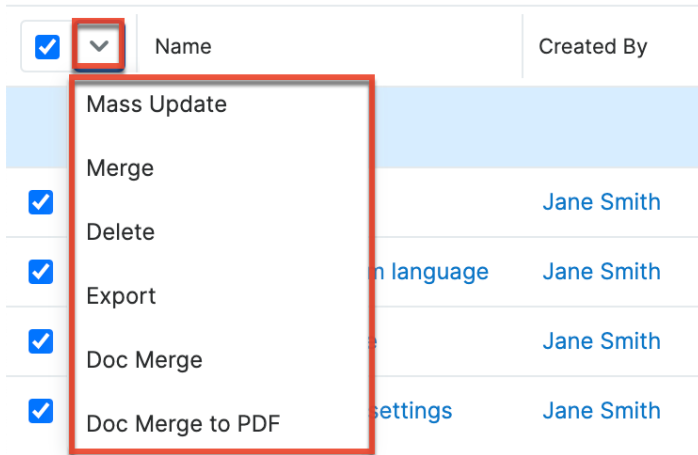 Name Created By
Mass Update
Merge
Jane Smith
Delete
language Jane Smith
Export
Jane Smith
Doc Merge
settings Jane Smith
Doc Merge to PDF